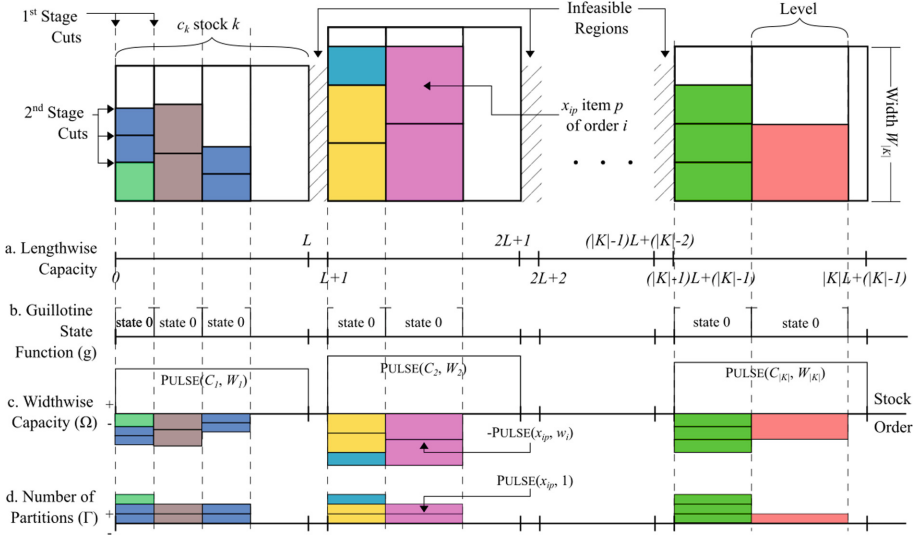 1st Stage
Cuts
c_k stock k
Infeasible
Regions
Level
2nd Stage
Cuts
x_ip item p
of order i
Width W_|K|
. . .
a. Lengthwise
Capacity
0
L
L+1
2L+1
2L+2
(|K|-1)L+(|K|-2)
(|K|-1)L+(|K|-1)
|K|L+(|K|-1)
b. Guillotine
State
Function (g)
state 0
state 0
state 0
state 0
state 0
state 0
state 0
c. Widthwise
Capacity (Ω)
+
-
PULSE(C_1, W_1)
PULSE(C_2, W_2)
PULSE(C_|K|, W_|K|)
Stock
Order
-PULSE(x_ip, w_i)
d. Number of
Partitions (Γ)
+
-
PULSE(x_ip, 1)